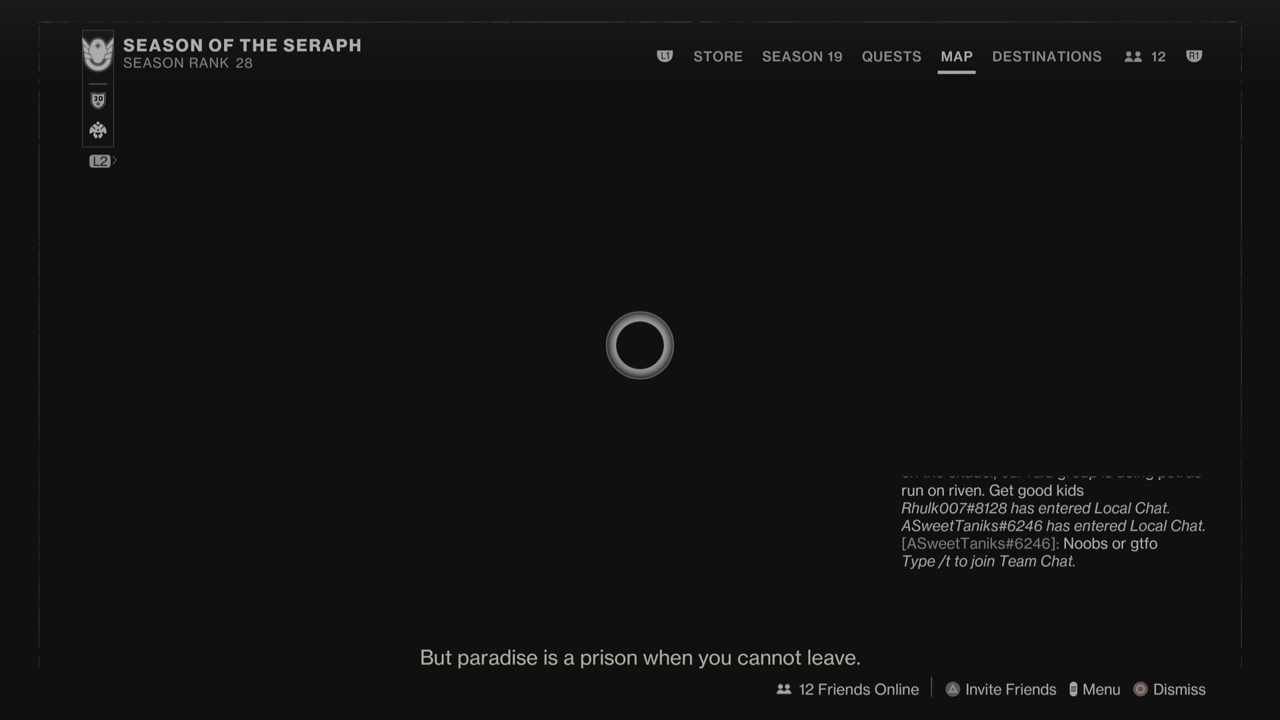 SEASON OF THE SERAPH
SEASON RANK 28
L1
STORE
SEASON 19
QUESTS
MAP
DESTINATIONS
12
R1
30
L2
run on riven. Get good kids
Rhulk007#8128 has entered Local Chat.
ASweetTaniks#6246 has entered Local Chat.
[ASweetTaniks#6246]: Noobs or gtfo
Type /t to join Team Chat.
But paradise is a prison when you cannot leave.
12 Friends Online
Invite Friends
Menu
Dismiss